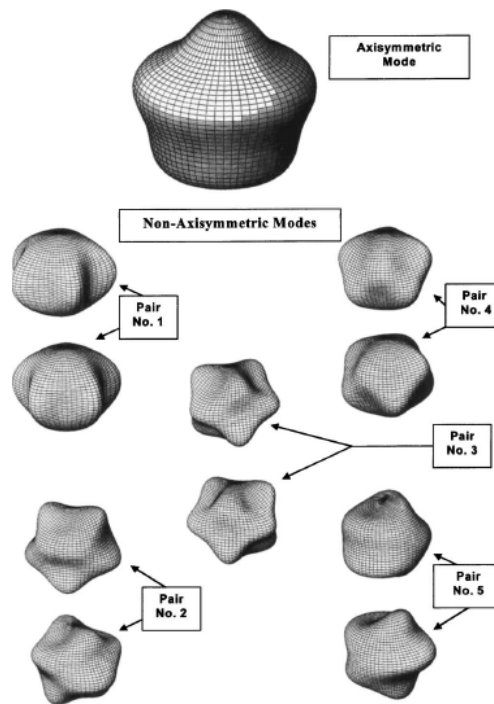 Axisymmetric
Mode
Non-Axisymmetric Modes
Pair
No. 1
Pair
No. 4
Pair
No. 3
Pair
No. 2
Pair
No. 5